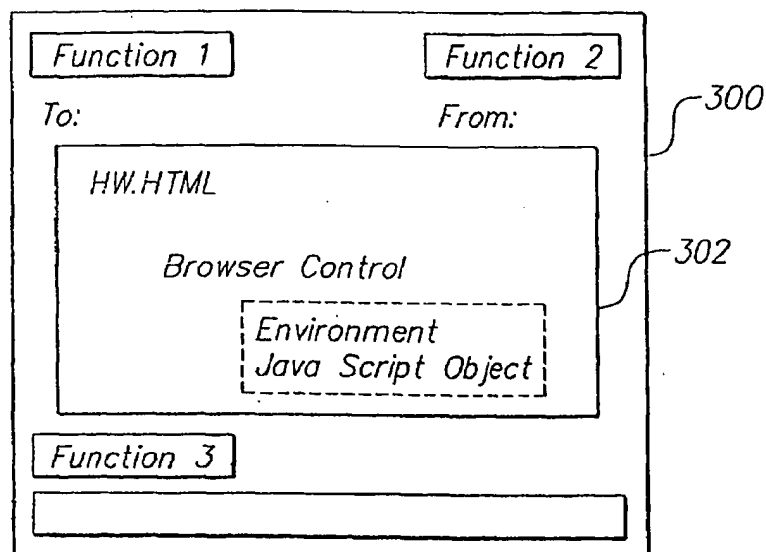 Function 1
Function 2
To:
From:
300
HW.HTML
302
Browser Control
Environment
Java Script Object
Function 3